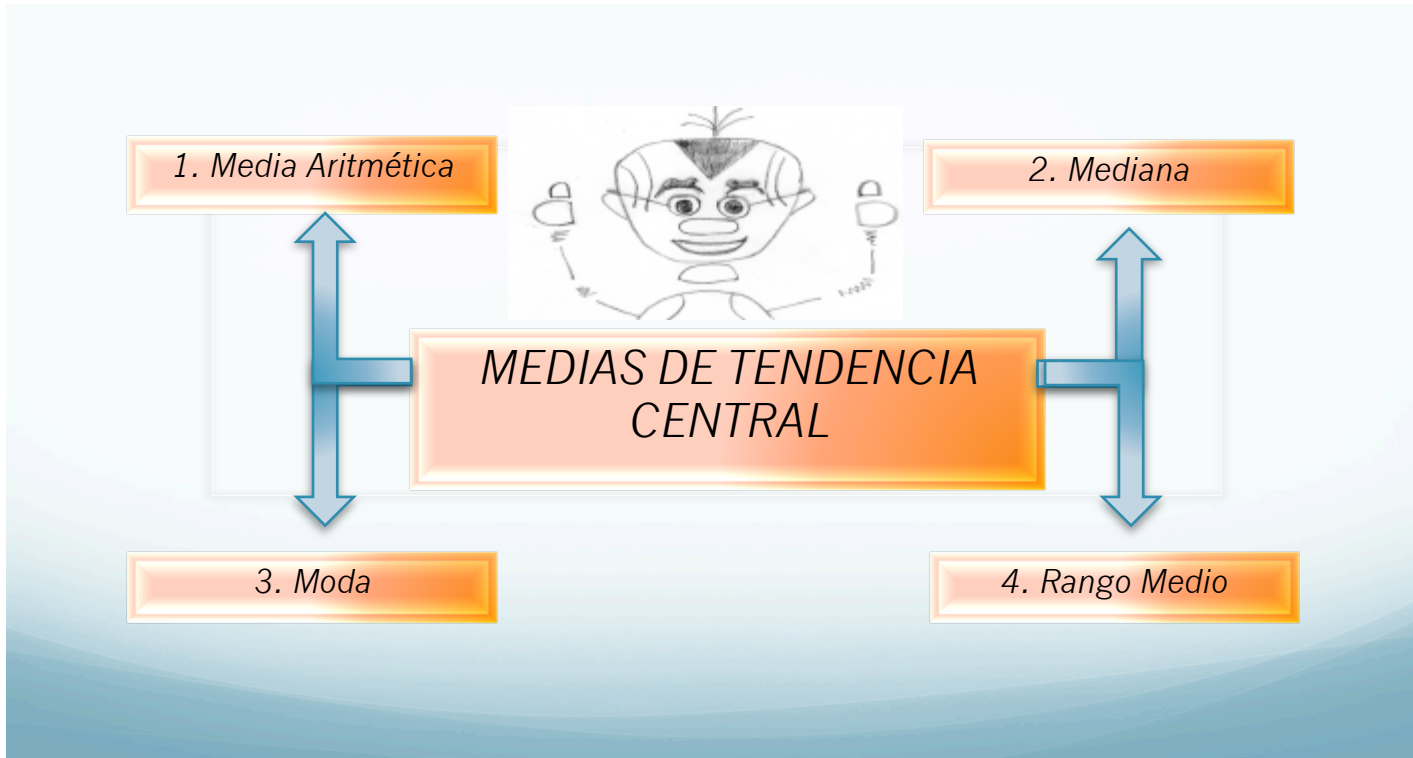 1. Media Aritmética
2. Mediana
MEDIAS DE TENDENCIA
CENTRAL
3. Moda
4. Rango Medio